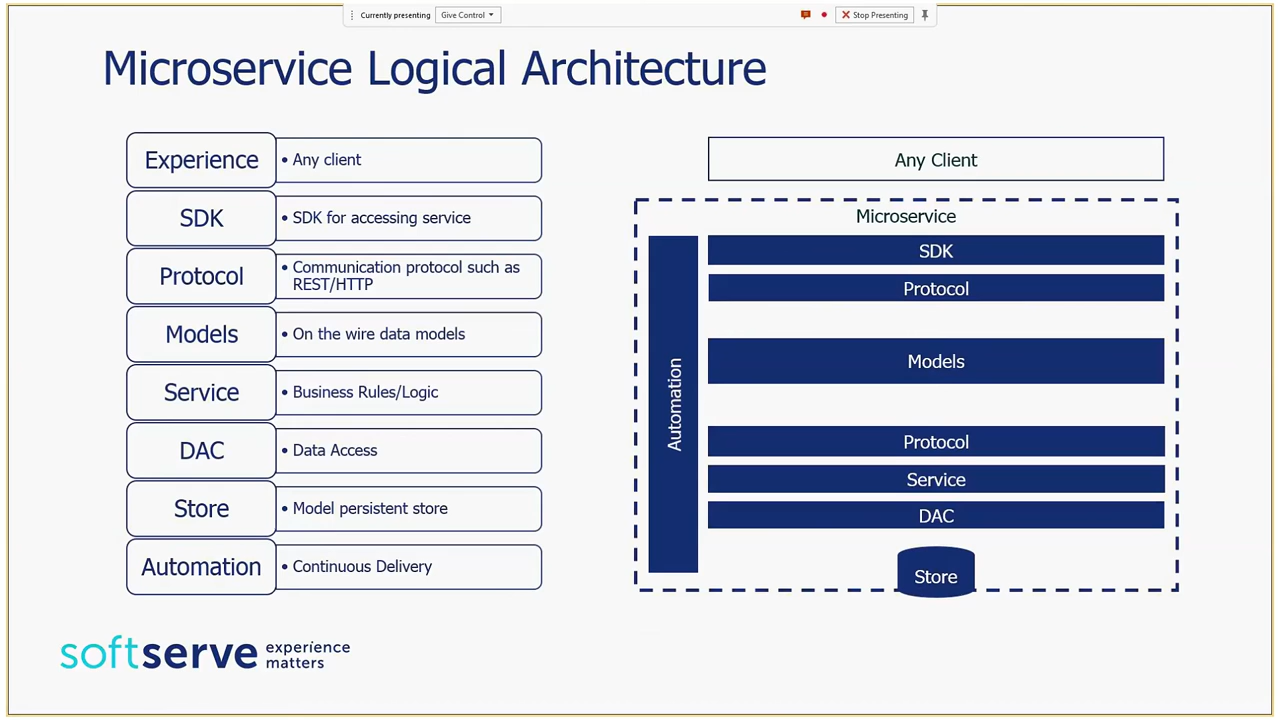 Currently presenting
Give Control
Stop Presenting
Microservice Logical Architecture
Experience
• Any client
SDK
• SDK for accessing service
Protocol
• Communication protocol such as
REST/HTTP
Models
• On the wire data models
Service
• Business Rules/Logic
DAC
• Data Access
Store
• Model persistent store
Automation
• Continuous Delivery
Any Client
Microservice
Automation
SDK
Protocol
Models
Protocol
Service
DAC
Store
softserve
experience
matters